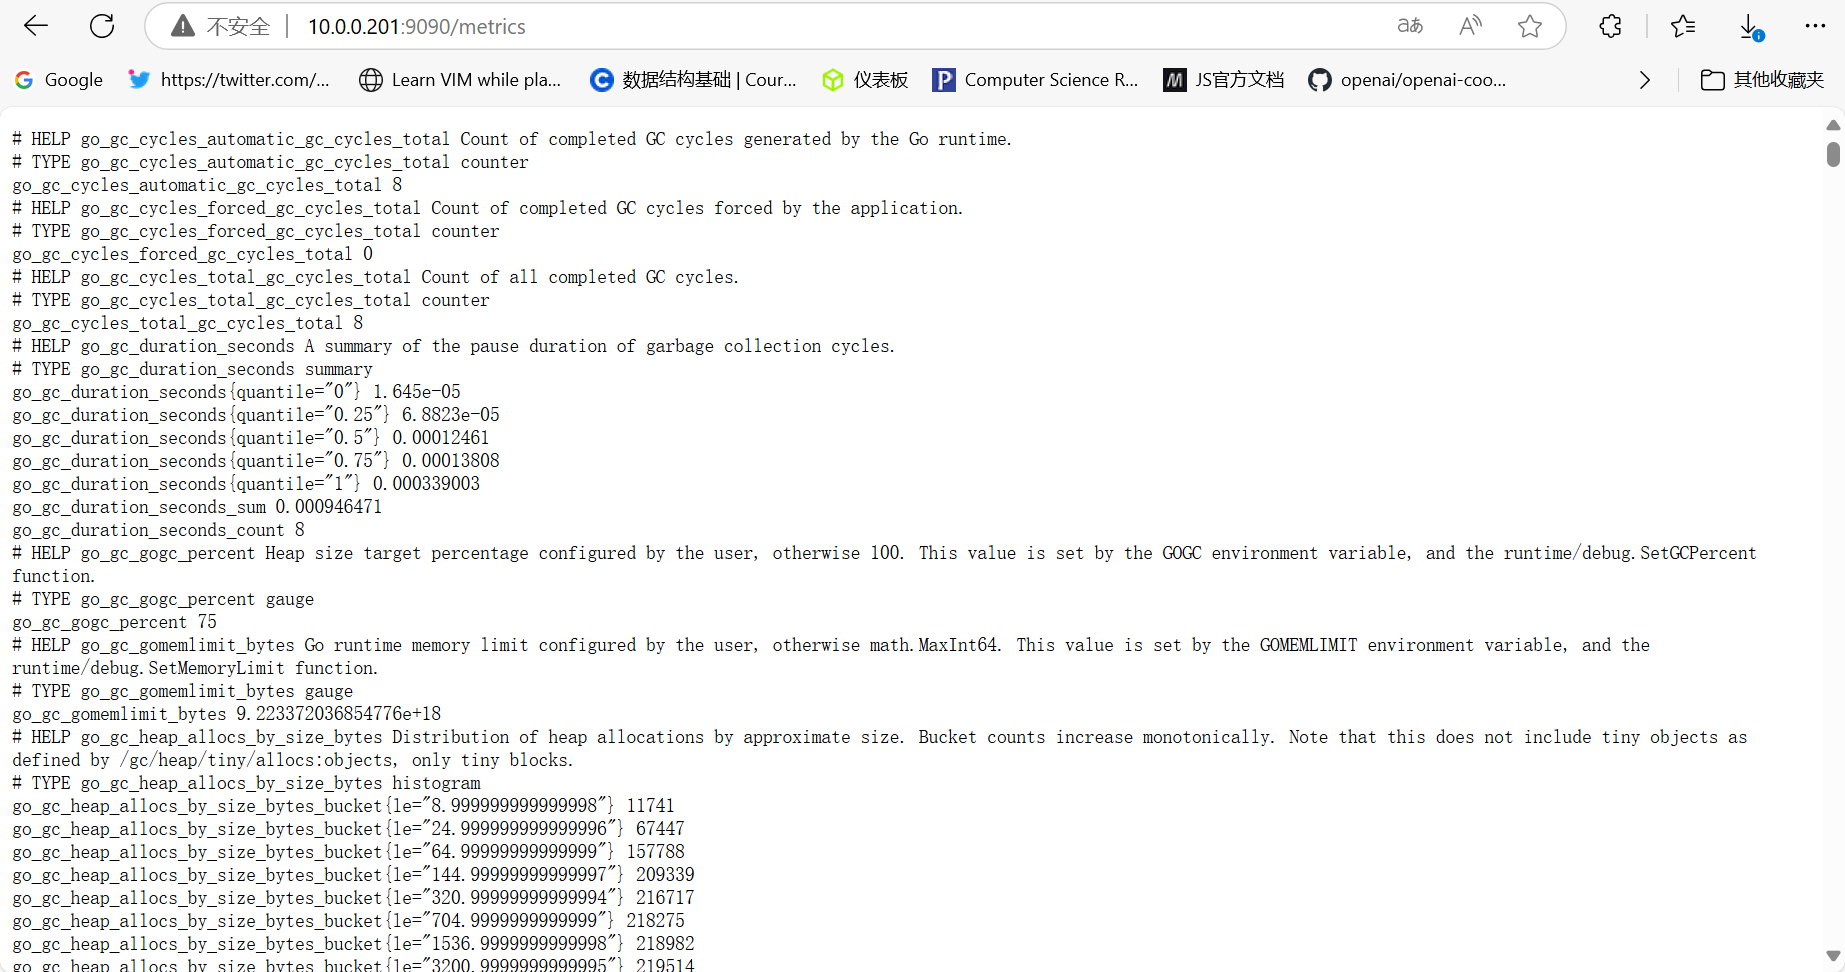 不安全 | 10.0.0.201:9090/metrics aあ A
Google https://twitter.com/... Learn VIM while pla... 数据结构基础 | Cour... 仪表板 Computer Science R... JS官方文档 openai/openai-coo... 其他收藏夹
# HELP go_gc_cycles_automatic_gc_cycles_total Count of completed GC cycles generated by the Go runtime.
# TYPE go_gc_cycles_automatic_gc_cycles_total counter
go_gc_cycles_automatic_gc_cycles_total 8
# HELP go_gc_cycles_forced_gc_cycles_total Count of completed GC cycles forced by the application.
# TYPE go_gc_cycles_forced_gc_cycles_total counter
go_gc_cycles_forced_gc_cycles_total 0
# HELP go_gc_cycles_total_gc_cycles_total Count of all completed GC cycles.
# TYPE go_gc_cycles_total_gc_cycles_total counter
go_gc_cycles_total_gc_cycles_total 8
# HELP go_gc_duration_seconds A summary of the pause duration of garbage collection cycles.
# TYPE go_gc_duration_seconds summary
go_gc_duration_seconds{quantile="0"} 1.645e-05
go_gc_duration_seconds{quantile="0.25"} 6.8823e-05
go_gc_duration_seconds{quantile="0.5"} 0.00012461
go_gc_duration_seconds{quantile="0.75"} 0.00013808
go_gc_duration_seconds{quantile="1"} 0.000339003
go_gc_duration_seconds_sum 0.000946471
go_gc_duration_seconds_count 8
# HELP go_gc_gogc_percent Heap size target percentage configured by the user, otherwise 100. This value is set by the GOGC environment variable, and the runtime/debug.SetGCPercent
function.
# TYPE go_gc_gogc_percent gauge
go_gc_gogc_percent 75
# HELP go_gc_gomemlimit_bytes Go runtime memory limit configured by the user, otherwise math.MaxInt64. This value is set by the GOMEMLIMIT environment variable, and the
runtime/debug.SetMemoryLimit function.
# TYPE go_gc_gomemlimit_bytes gauge
go_gc_gomemlimit_bytes 9.223372036854776e+18
# HELP go_gc_heap_allocs_by_size_bytes Distribution of heap allocations by approximate size. Bucket counts increase monotonically. Note that this does not include tiny objects as
defined by /gc/heap/tiny/allocs:objects, only tiny blocks.
# TYPE go_gc_heap_allocs_by_size_bytes histogram
go_gc_heap_allocs_by_size_bytes_bucket{le="8.999999999999998"} 11741
go_gc_heap_allocs_by_size_bytes_bucket{le="24.999999999999996"} 67447
go_gc_heap_allocs_by_size_bytes_bucket{le="64.99999999999999"} 157788
go_gc_heap_allocs_by_size_bytes_bucket{le="144.99999999999997"} 209339
go_gc_heap_allocs_by_size_bytes_bucket{le="320.99999999999994"} 216717
go_gc_heap_allocs_by_size_bytes_bucket{le="704.9999999999999"} 218275
go_gc_heap_allocs_by_size_bytes_bucket{le="1536.9999999999998"} 218982
go_gc_heap_allocs_by_size_bytes_bucket{le="3200.9999999999995"} 219514